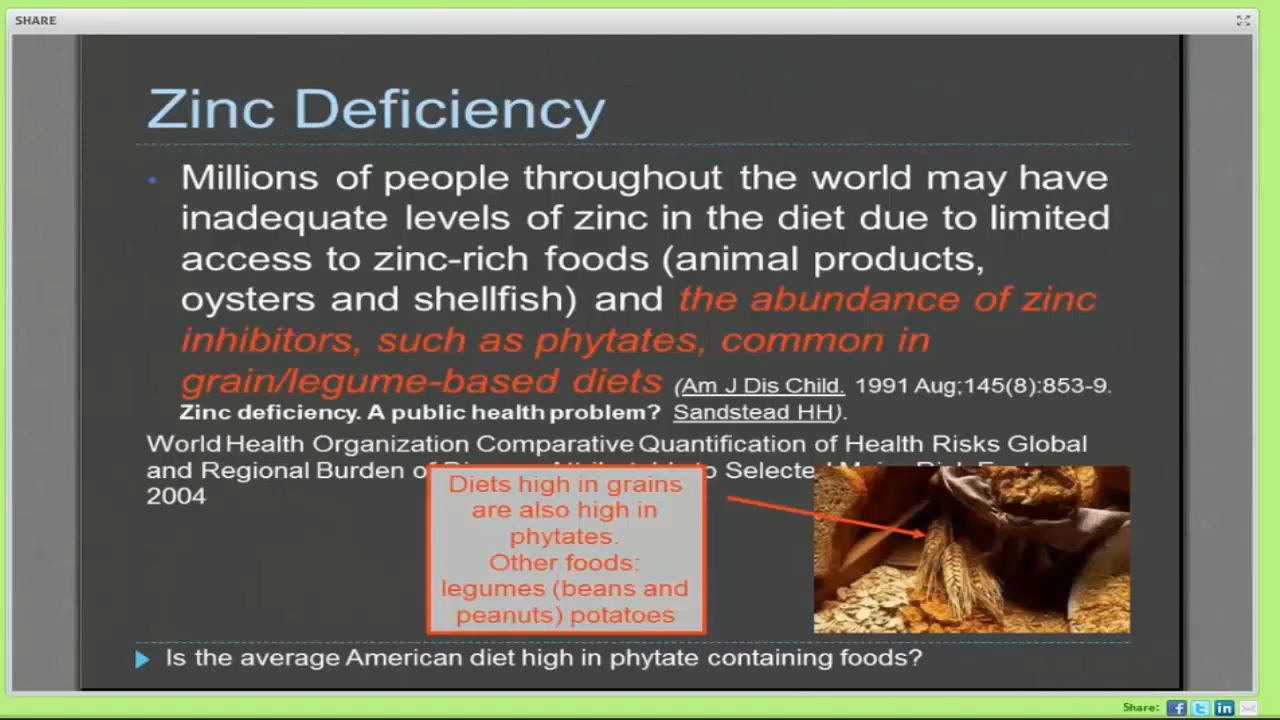 SHARE
Zinc Deficiency
Millions of people throughout the world may have
inadequate levels of zinc in the diet due to limited
access to zinc-rich foods (animal products,
oysters and shellfish) and the abundance of zinc
inhibitors, such as phytates, common in
grain/legume-based diets (Am J Dis Child. 1991 Aug;145(8):853-9.
Zinc deficiency. A public health problem? Sandstead HH).
World Health Organization Comparative Quantification of Health Risks Global
and Regional Burden of to Selected
2004
Diets high in grains
are also high in
phytates.
Other foods:
legumes (beans and
peanuts) potatoes
Is the average American diet high in phytate containing foods?
Share: